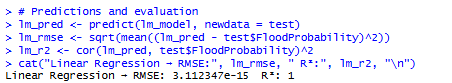 > # Predictions and evaluation
> lm_pred <- predict(lm_model, newdata = test)
> lm_rmse <- sqrt(mean((lm_pred - test$FloodProbability)^2))
> lm_r2 <- cor(lm_pred, test$FloodProbability)^2
> cat("Linear Regression → RMSE:", lm_rmse, " R²:", lm_r2, "\n")
Linear Regression → RMSE: 3.112347e-15  R²: 1